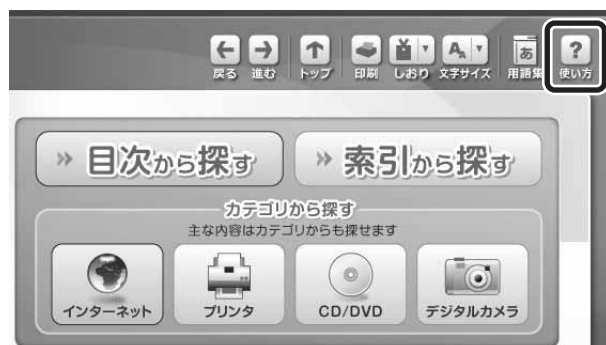 戻る 進む トップ 印刷 しおり 文字サイズ あ 用語集 ? 使い方
» 目次から探す » 索引から探す
カテゴリから探す
主な内容はカテゴリからも探せます
インターネット プリンタ CD/DVD デジタルカメラ